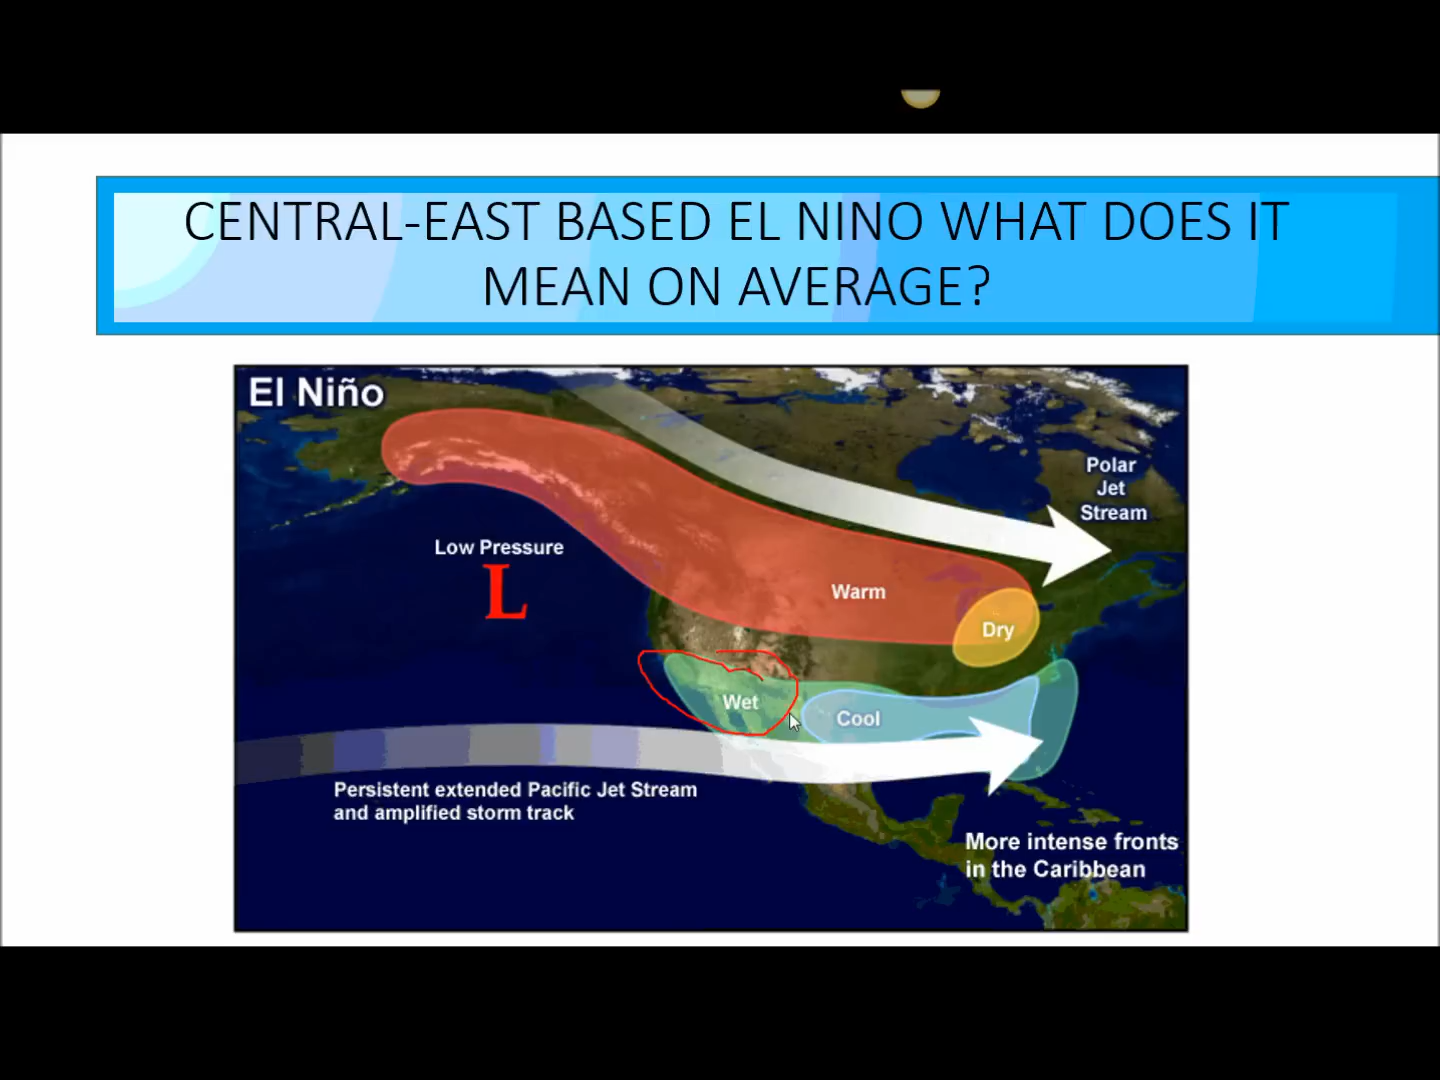 CENTRAL-EAST BASED EL NINO WHAT DOES IT
MEAN ON AVERAGE?
El Niño
Polar
Jet
Stream
Low Pressure
L
Warm
Dry
Wet
Cool
Persistent extended Pacific Jet Stream
and amplified storm track
More intense fronts
in the Caribbean